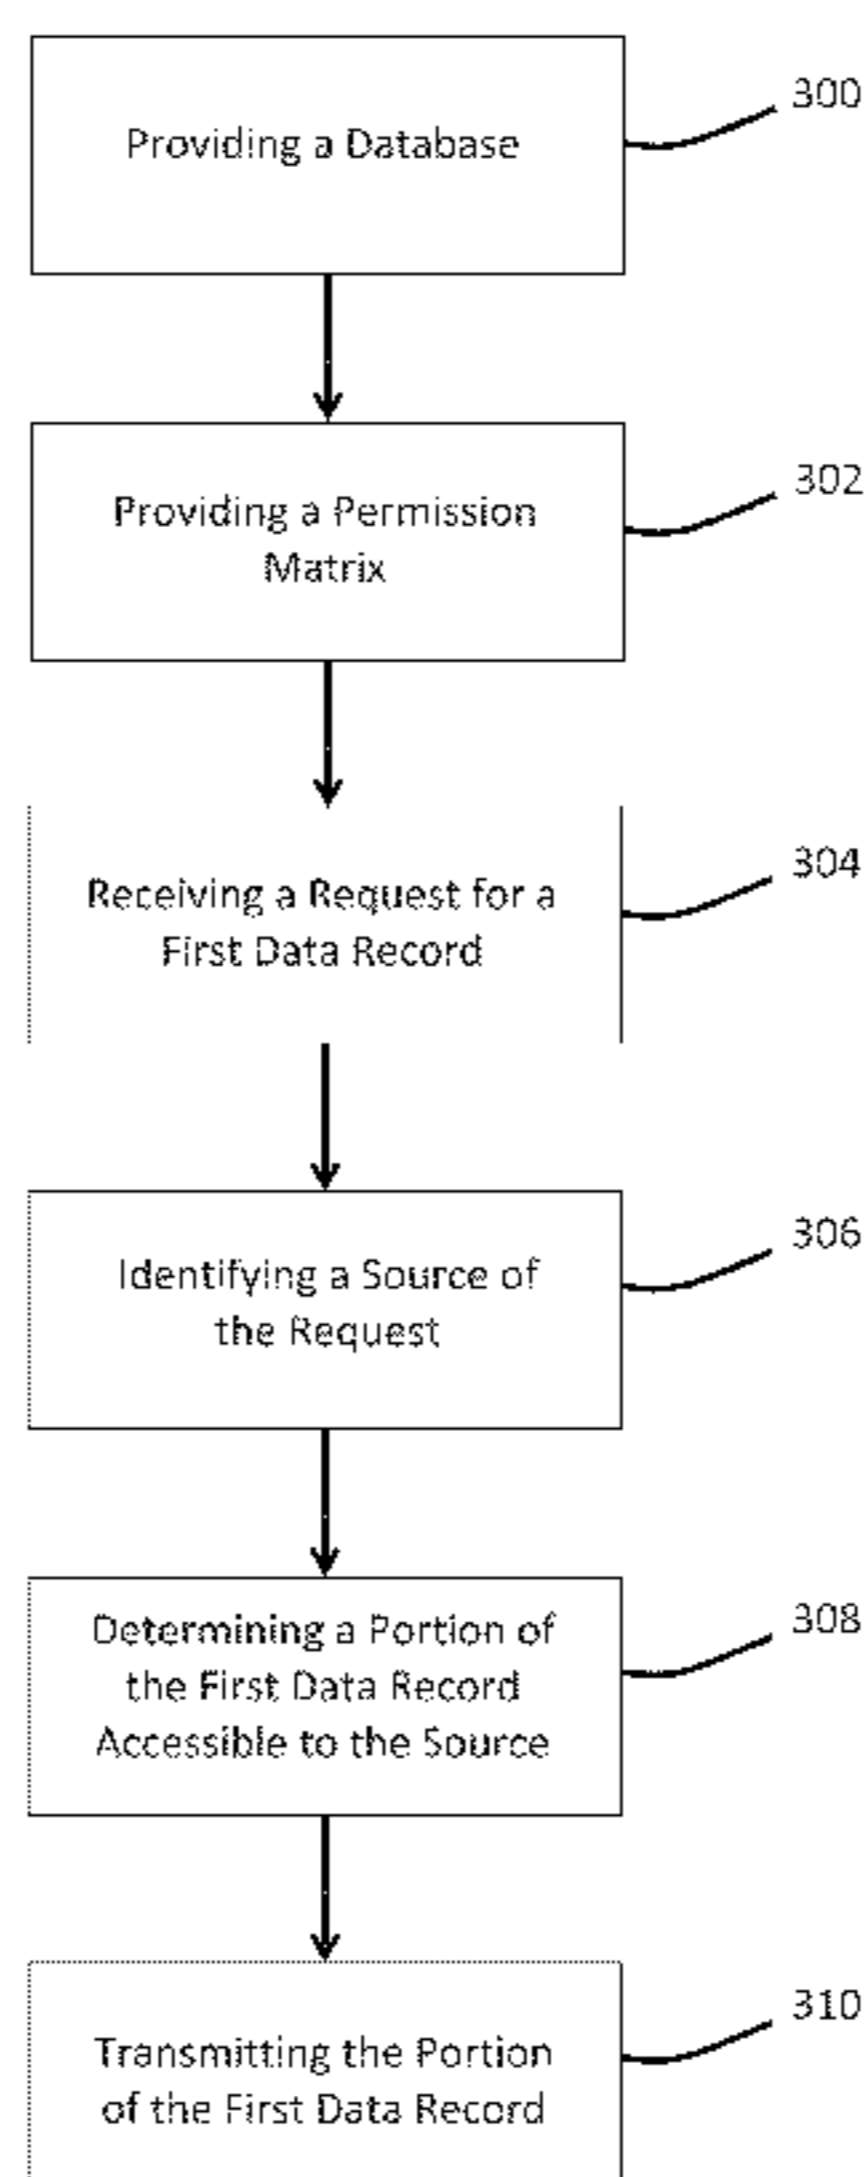 300
Providing a Database
302
Providing a Permission
Matrix
304
Receiving a Request for a
First Data Record
306
Identifying a Source of
the Request
308
Determining a Portion of
the First Data Record
Accessible to the Source
310
Transmitting the Portion
of the First Data Record